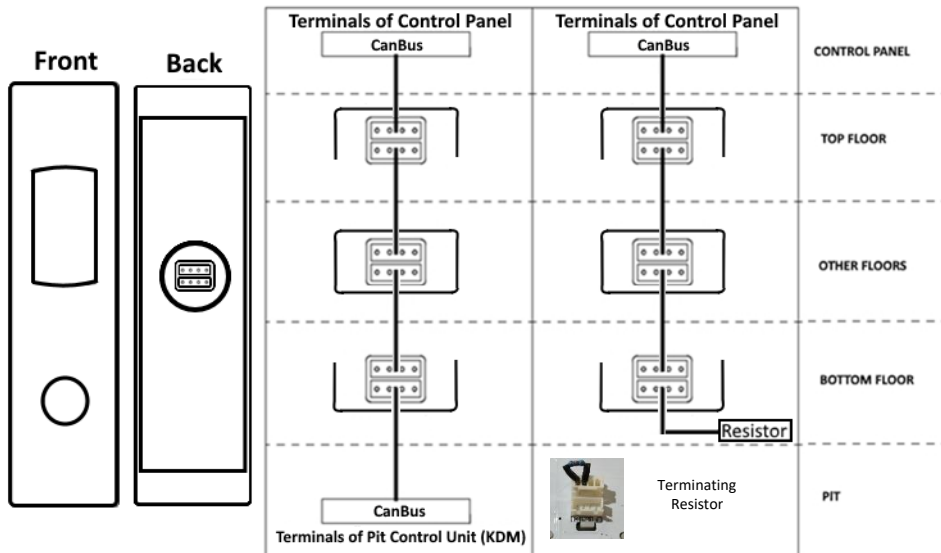 Front
Back
Terminals of Control Panel
CanBus
Terminals of Control Panel
CanBus
CONTROL PANEL
TOP FLOOR
OTHER FLOORS
BOTTOM FLOOR
Resistor
Terminating
Resistor
PIT
CanBus
Terminals of Pit Control Unit (KDM)